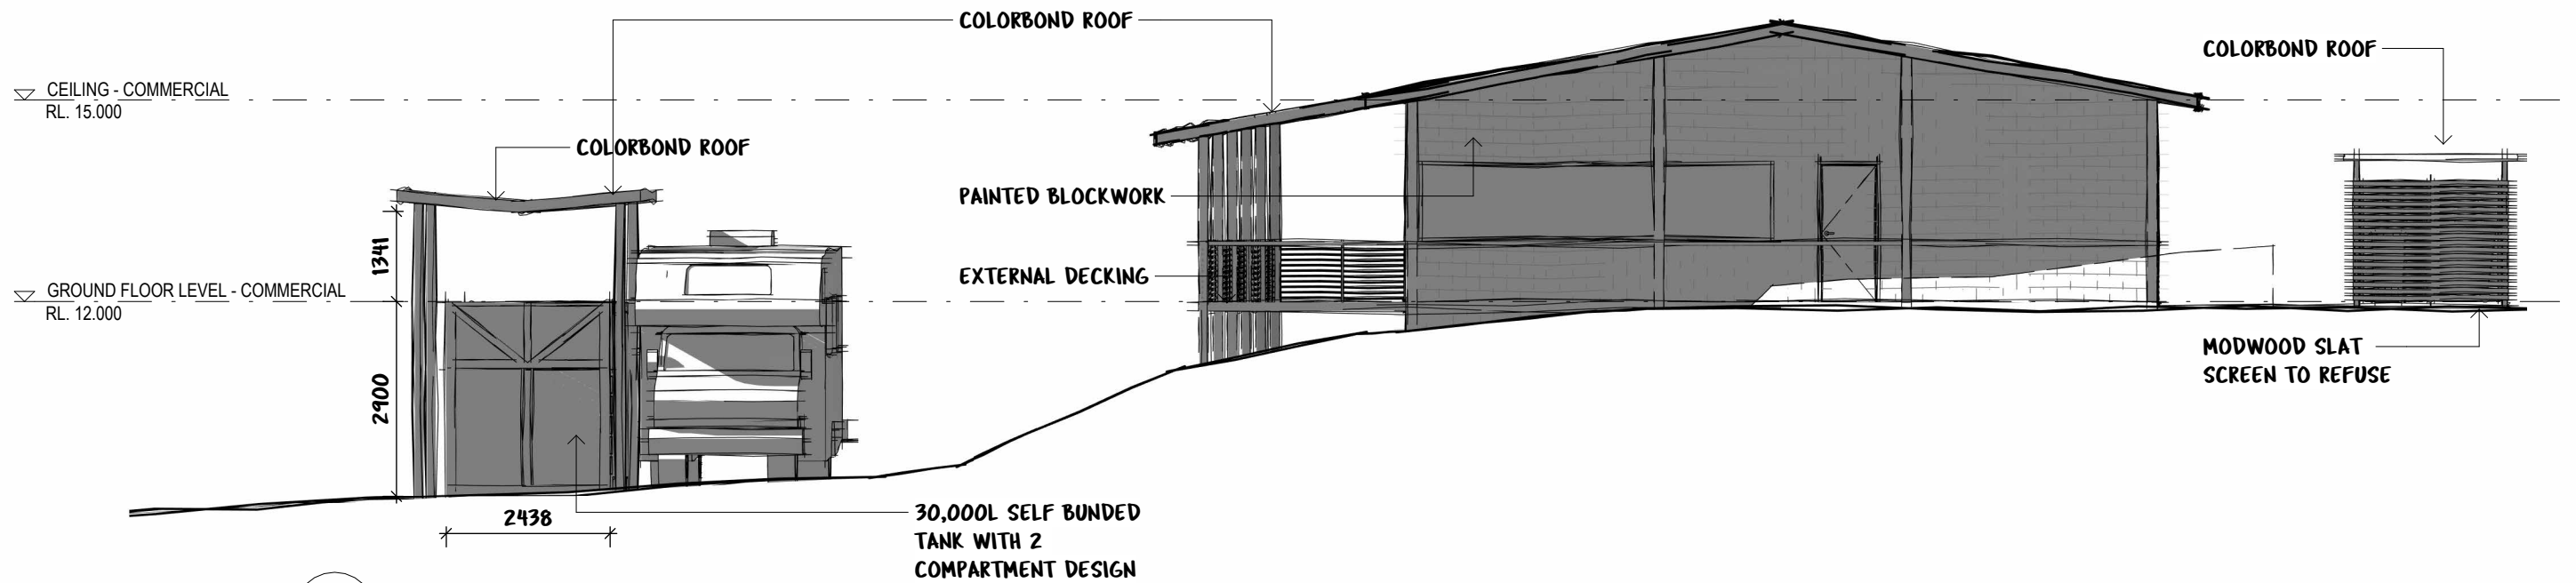 COLORBOND ROOF
COLORBOND ROOF
CEILING - COMMERCIAL
RL. 15.000
COLORBOND ROOF
PAINTED BLOCKWORK
1341
EXTERNAL DECKING
GROUND FLOOR LEVEL - COMMERCIAL
RL. 12.000
MODWOOD SLAT
SCREEN TO REFUSE
2900
2438
30,000L SELF BUNDED
TANK WITH 2
COMPARTMENT DESIGN